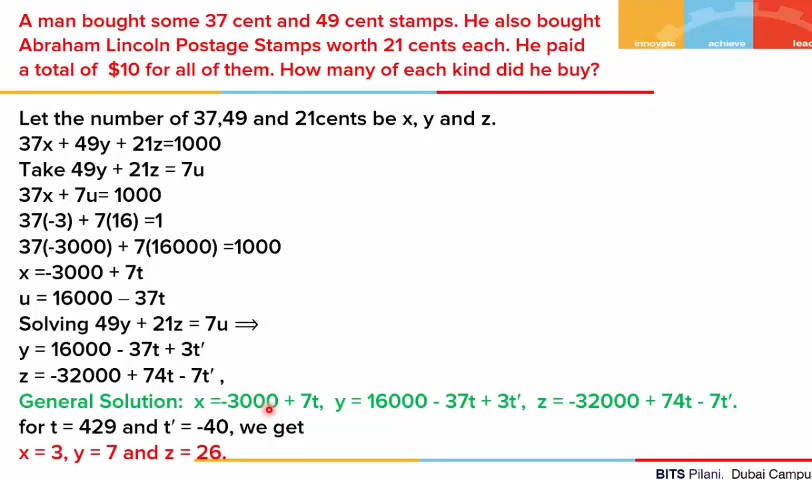 A man bought some 37 cent and 49 cent stamps. He also bought
Abraham Lincoln Postage Stamps worth 21 cents each. He paid
a total of $10 for all of them. How many of each kind did he buy?
innovate achieve lead
Let the number of 37,49 and 21cents be x, y and z.
37x + 49y + 21z=1000
Take 49y + 21z = 7u
37x + 7u= 1000
37(-3) + 7(16) =1
37(-3000) + 7(16000) =1000
x =-3000 + 7t
u = 16000 – 37t
Solving 49y + 21z = 7u ⟹
y = 16000 - 37t + 3t′
z = -32000 + 74t - 7t′ ,
General Solution: x =-3000 + 7t, y = 16000 - 37t + 3t′, z = -32000 + 74t - 7t′.
for t = 429 and t′ = -40, we get
x = 3, y = 7 and z = 26.
BITS Pilani, Dubai Campu